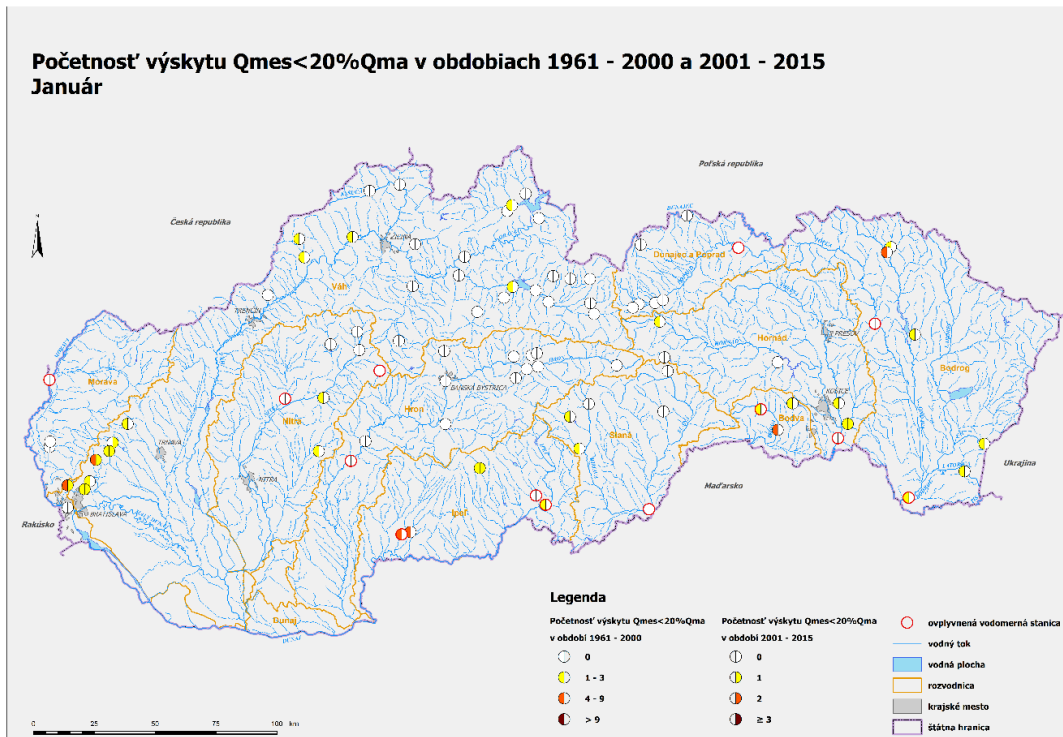 Početnosť výskytu Qmes<20%Qma v obdobiach 1961 - 2000 a 2001 - 2015
Január
Poľská republika
Česká republika
DUNAJEC
Dunajec a Poprad
ŽILINA
Váh
TRENČÍN
PREŠOV
Hornád
Morava
Bodrog
BANSKÁ BYSTRICA
Hron
KOŠICE
Nitra
Slaná
Bodva
TRNAVA
NITRA
Ukrajina
Maďarsko
Ipeľ
Rakúsko
BRATISLAVA
Dunaj
DUNAJ
Legenda
Početnosť výskytu Qmes<20%Qma
v období 1961 - 2000
0
1 - 3
4 - 9
> 9
Početnosť výskytu Qmes<20%Qma
v období 2001 - 2015
0
1
2
≥ 3
ovplyvnená vodomerná stanica
vodný tok
vodná plocha
rozvodnica
krajské mesto
štátna hranica
0 25 50 75 100 km